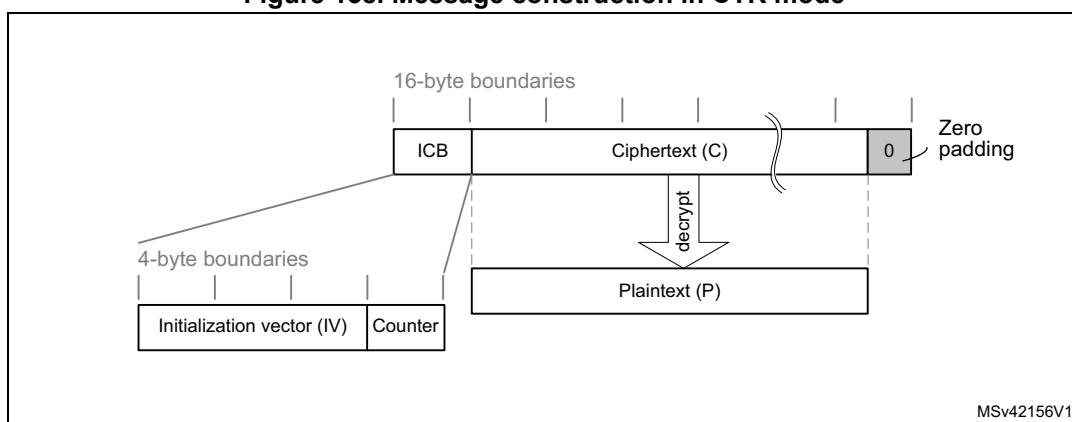 16-byte boundaries
ICB
Ciphertext (C)
0
Zero
padding
decrypt
4-byte boundaries
Plaintext (P)
Initialization vector (IV)
Counter
MSv42156V1